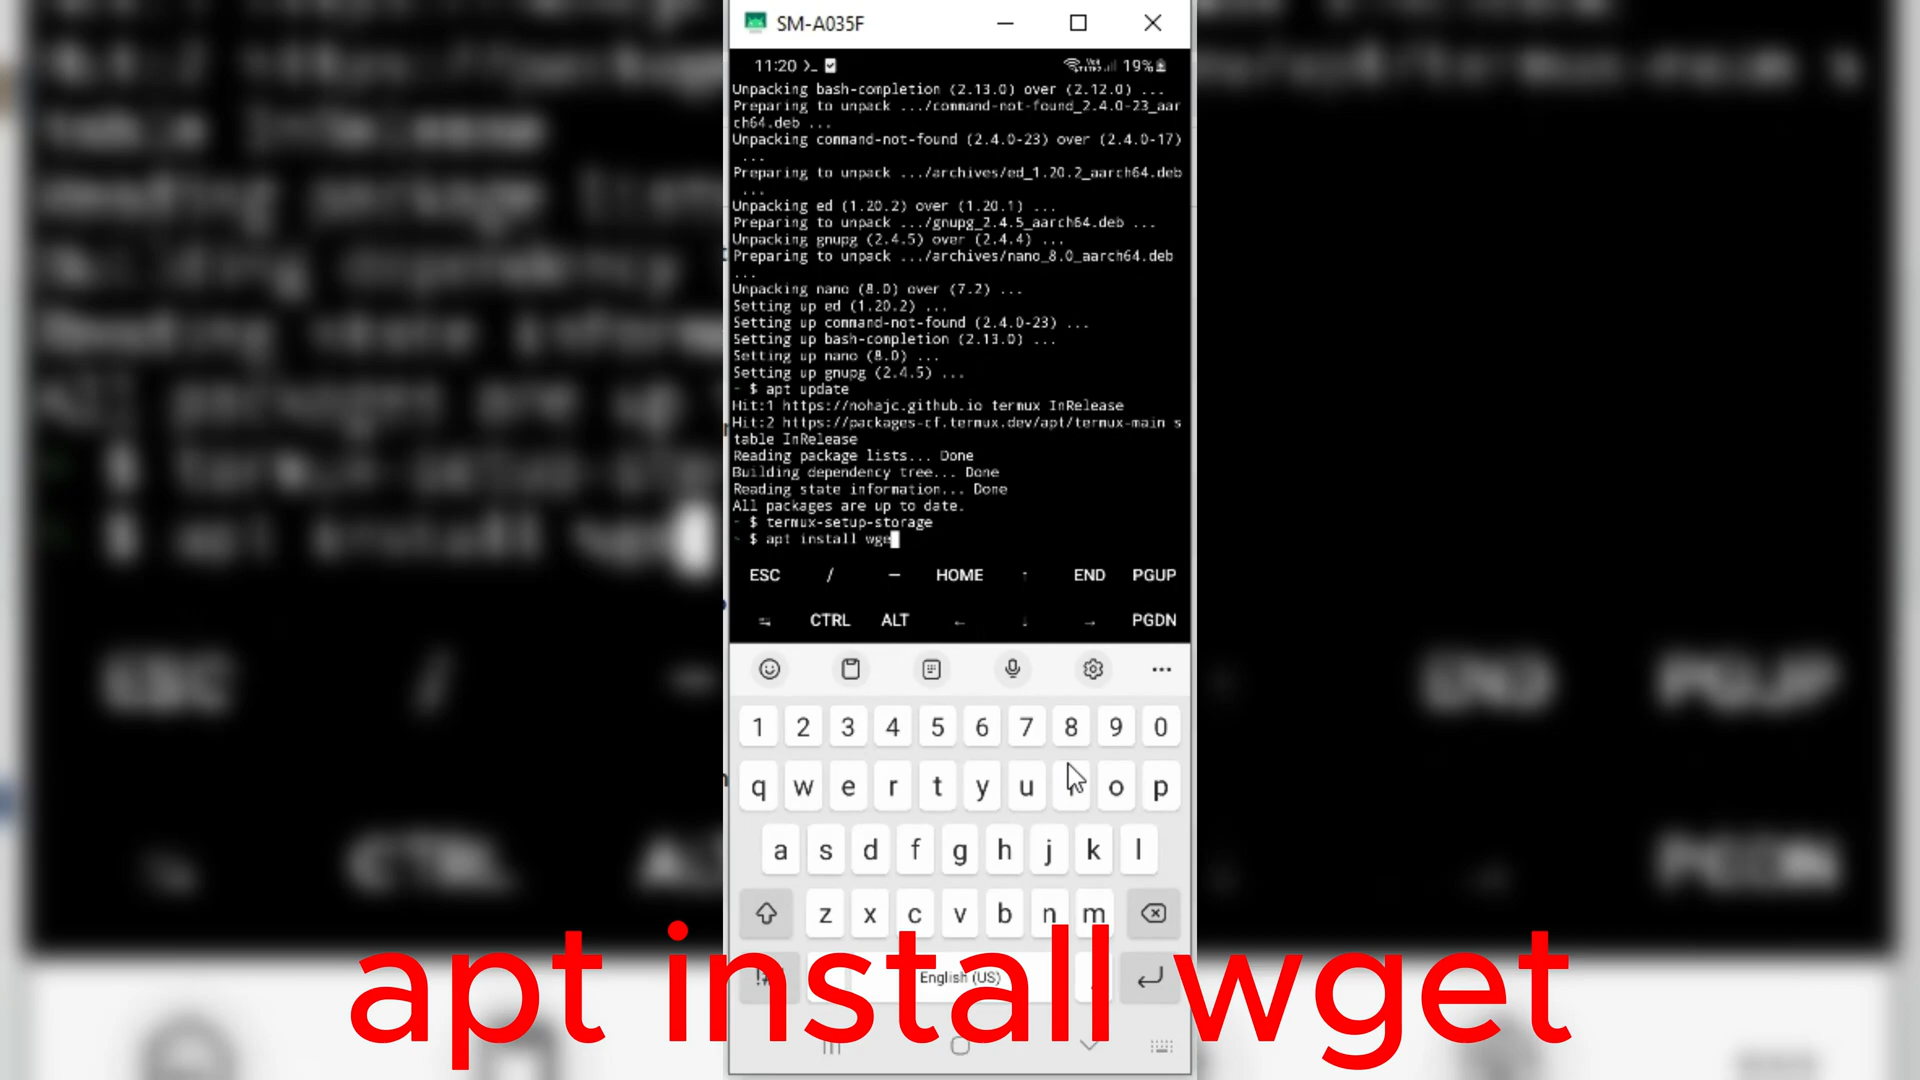 SM-A035F
11:20 >_ 19%
Unpacking bash-completion (2.13.0) over (2.12.0) ...
Preparing to unpack .../command-not-found_2.4.0-23_aar
ch64.deb ...
Unpacking command-not-found (2.4.0-23) over (2.4.0-17)
...
Preparing to unpack .../archives/ed_1.20.2_aarch64.deb
...
Unpacking ed (1.20.2) over (1.20.1) ...
Preparing to unpack .../gnupg_2.4.5_aarch64.deb ...
Unpacking gnupg (2.4.5) over (2.4.4) ...
Preparing to unpack .../archives/nano_8.0_aarch64.deb
...
Unpacking nano (8.0) over (7.2) ...
Setting up ed (1.20.2) ...
Setting up command-not-found (2.4.0-23) ...
Setting up bash-completion (2.13.0) ...
Setting up nano (8.0) ...
Setting up gnupg (2.4.5) ...
~ $ apt update
Hit:1 https://nohajc.github.io termux InRelease
Hit:2 https://packages-cf.termux.dev/apt/termux-main s
table InRelease
Reading package lists... Done
Building dependency tree... Done
Reading state information... Done
All packages are up to date.
~ $ termux-setup-storage
~ $ apt install wge
ESC / — HOME ↑ END PGUP
⇆ CTRL ALT ← ↓ → PGDN
1 2 3 4 5 6 7 8 9 0
q w e r t y u o p
a s d f g h j k l
z x c v b n m
English (US)
apt install wget